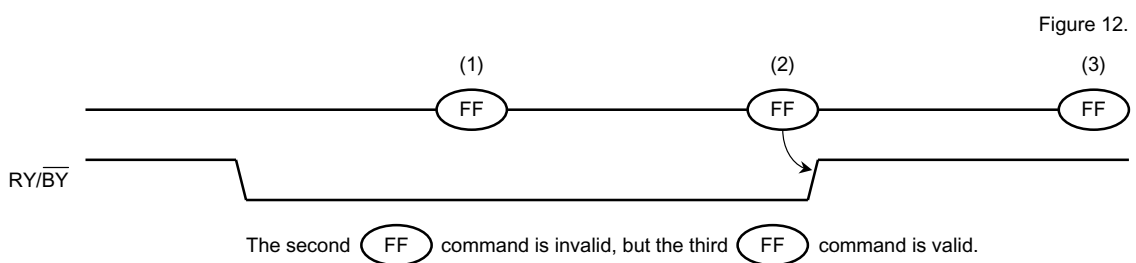 Figure 12.
(1) (2) (3)
FF FF FF
RY/B̅Y̅
The second FF command is invalid, but the third FF command is valid.